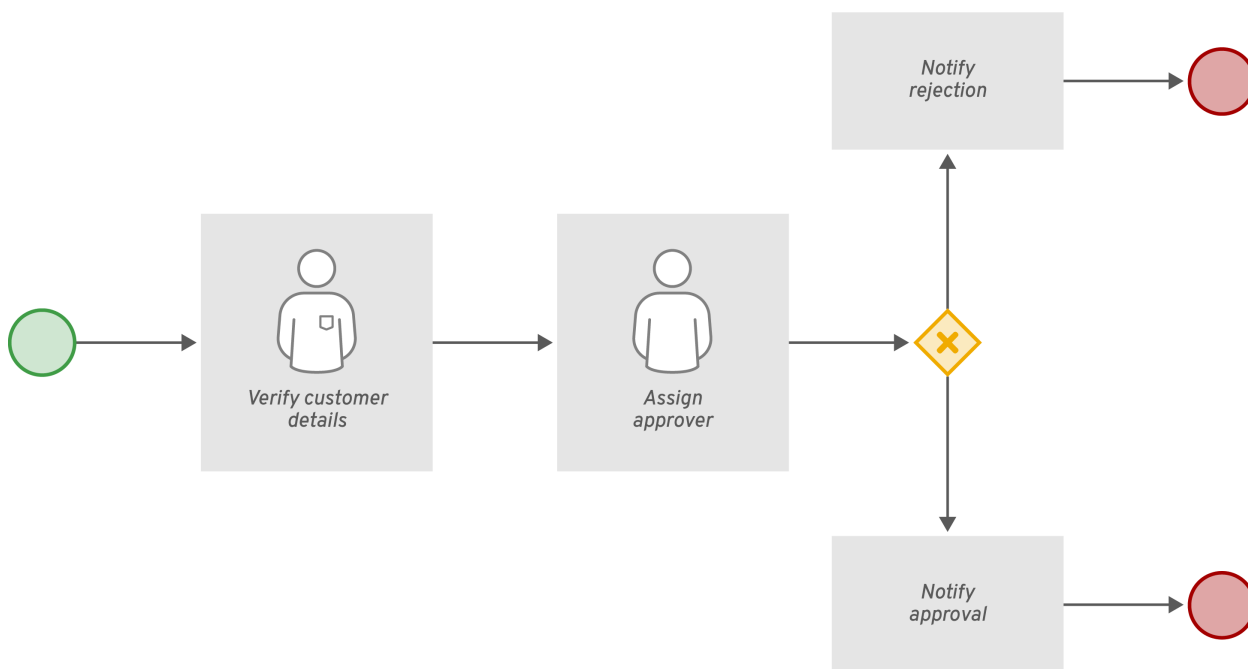 Notify
rejection
Verify customer
details
Assign
approver
Notify
approval